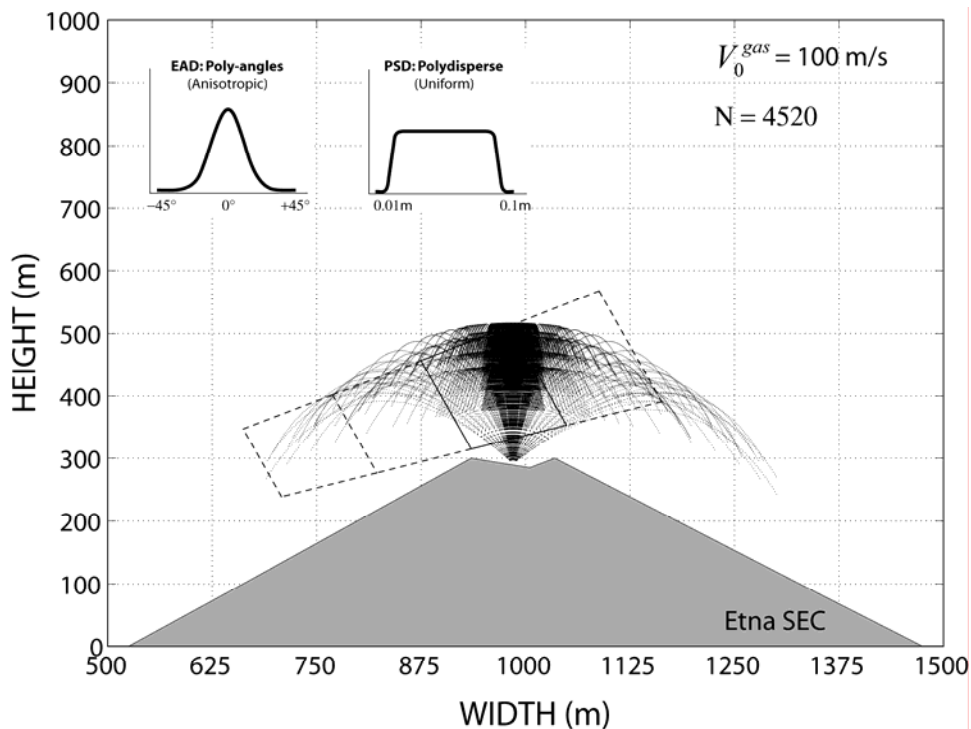 1000
900
800
700
600
500
400
300
200
100
0
HEIGHT (m)
EAD: Poly-angles
(Anisotropic)
−45° 0° +45°
PSD: Polydisperse
(Uniform)
0.01m 0.1m
V₀ᵍᵃˢ = 100 m/s
N = 4520
Etna SEC
500 625 750 875 1000 1125 1250 1375 1500
WIDTH (m)